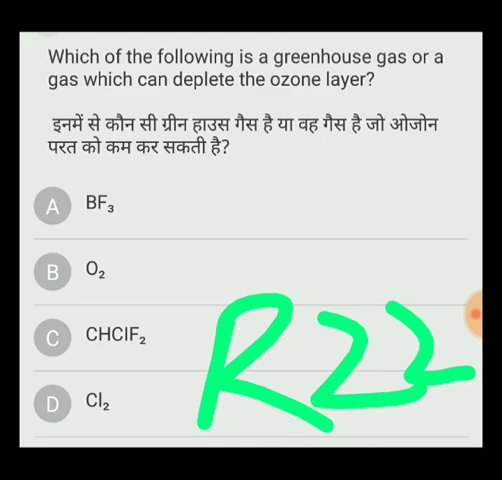 Which of the following is a greenhouse gas or a
gas which can deplete the ozone layer?
इनमें से कौन सी ग्रीन हाउस गैस है या वह गैस है जो ओजोन
परत को कम कर सकती है?
A BF₃
B O₂
C CHClF₂
D Cl₂
R22